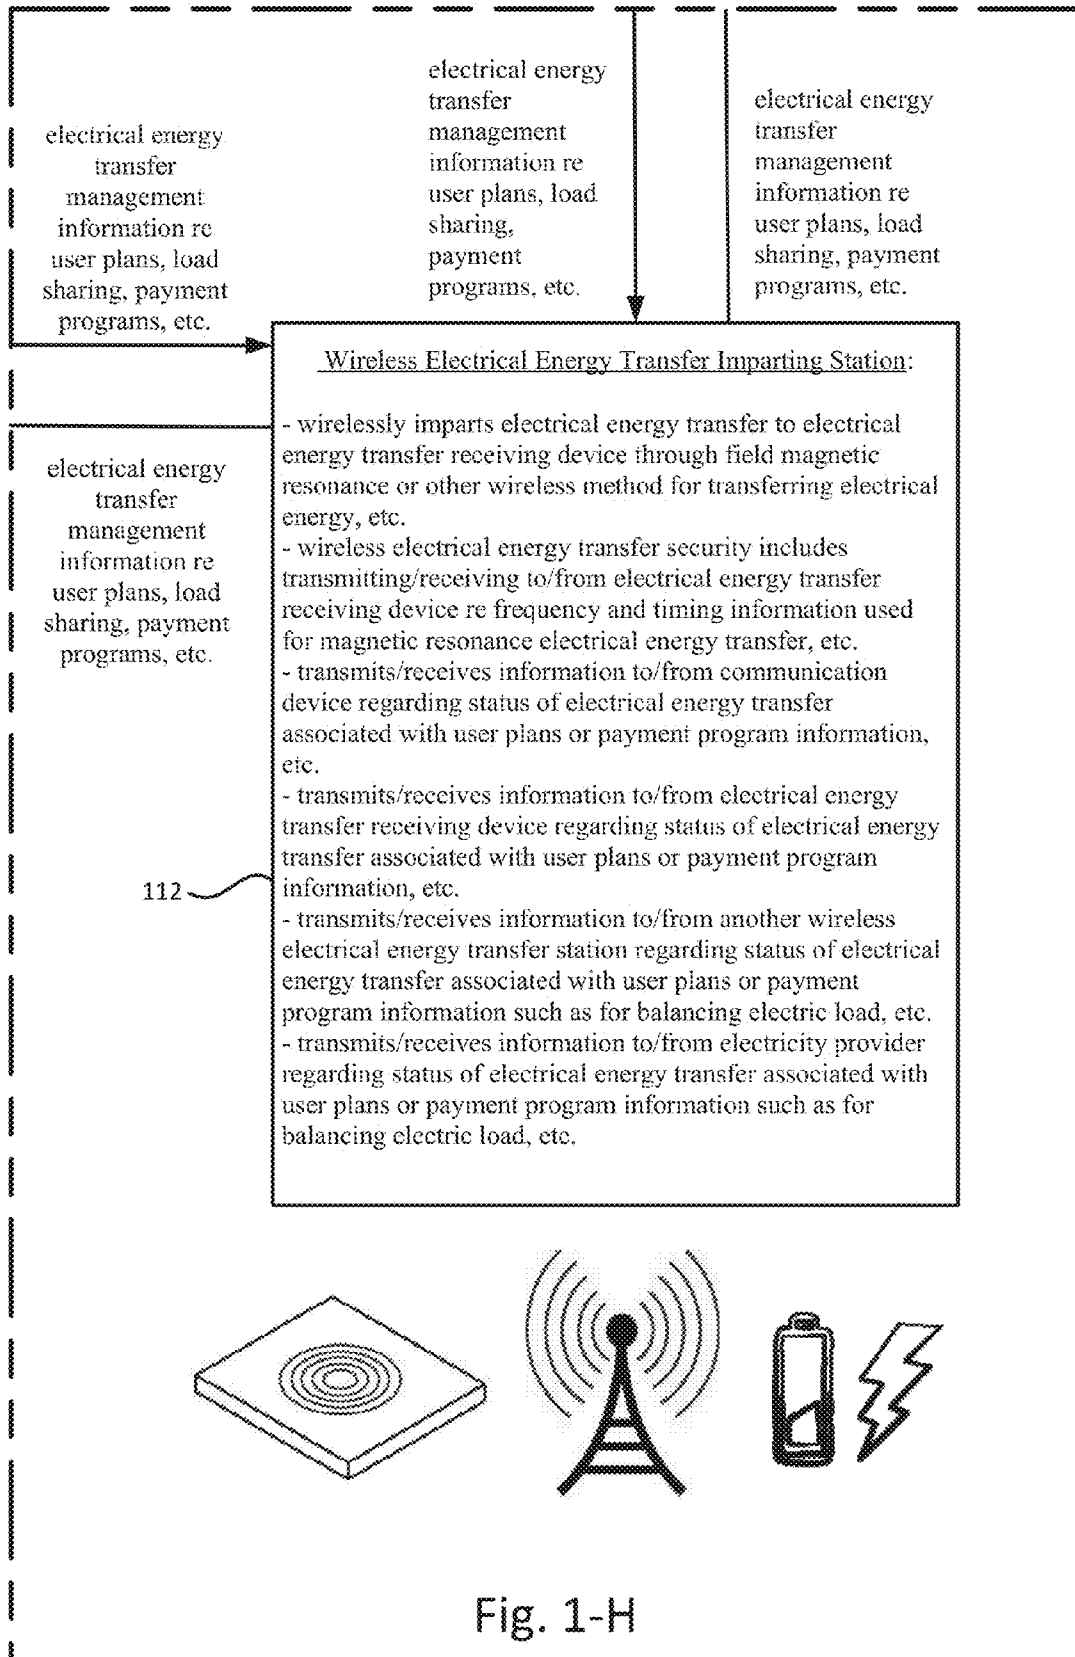 electrical energy
transfer
management
information re
user plans, load
sharing, payment
programs, etc.
electrical energy
transfer
management
information re
user plans, load
sharing,
payment
programs, etc.
electrical energy
transfer
management
information re
user plans, load
sharing, payment
programs, etc.
electrical energy
transfer
management
information re
user plans, load
sharing, payment
programs, etc.
Wireless Electrical Energy Transfer Imparting Station:
- wirelessly imparts electrical energy transfer to electrical
energy transfer receiving device through field magnetic
resonance or other wireless method for transferring electrical
energy, etc.
- wireless electrical energy transfer security includes
transmitting/receiving to/from electrical energy transfer
receiving device re frequency and timing information used
for magnetic resonance electrical energy transfer, etc.
- transmits/receives information to/from communication
device regarding status of electrical energy transfer
associated with user plans or payment program information,
etc.
- transmits/receives information to/from electrical energy
transfer receiving device regarding status of electrical energy
transfer associated with user plans or payment program
information, etc.
- transmits/receives information to/from another wireless
electrical energy transfer station regarding status of electrical
energy transfer associated with user plans or payment
program information such as for balancing electric load, etc.
- transmits/receives information to/from electricity provider
regarding status of electrical energy transfer associated with
user plans or payment program information such as for
balancing electric load, etc.
112
Fig. 1-H